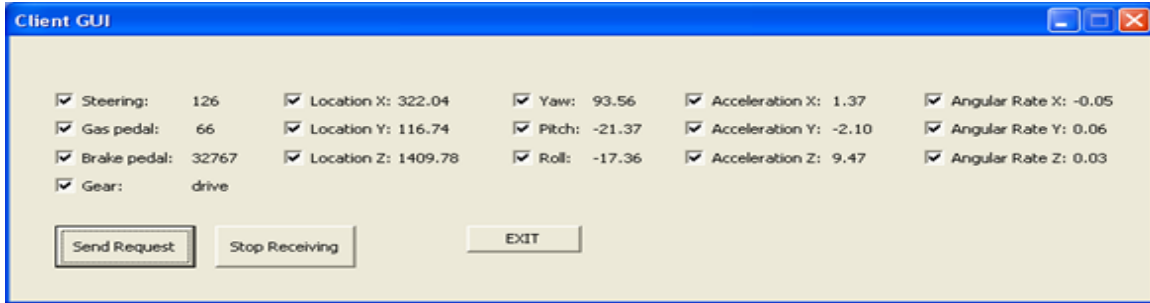 Client GUI
Steering: 126 Location X: 322.04 Yaw: 93.56 Acceleration X: 1.37 Angular Rate X: -0.05
Gas pedal: 66 Location Y: 116.74 Pitch: -21.37 Acceleration Y: -2.10 Angular Rate Y: 0.06
Brake pedal: 32767 Location Z: 1409.78 Roll: -17.36 Acceleration Z: 9.47 Angular Rate Z: 0.03
Gear: drive
Send Request Stop Receiving EXIT